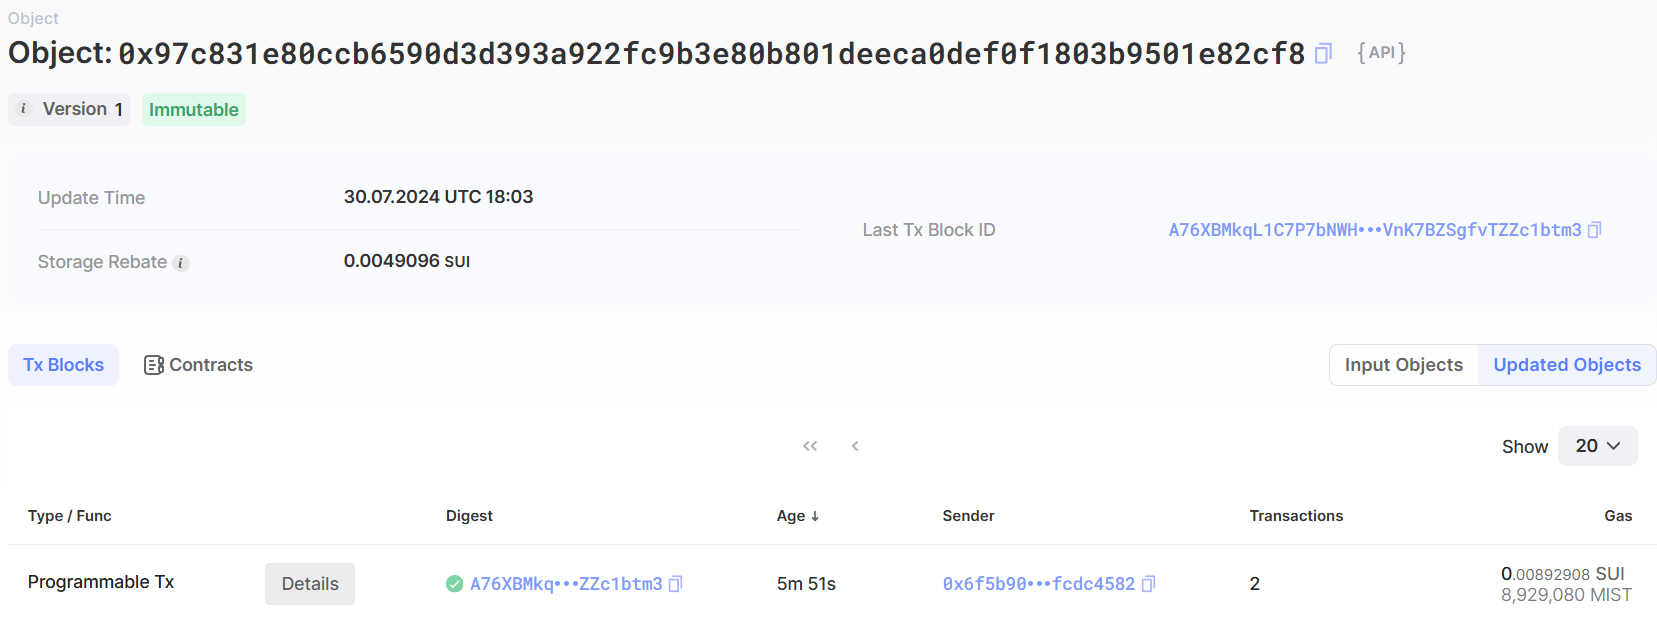 Object
Object: 0x97c831e80ccb6590d3d393a922fc9b3e80b801deeca0def0f1803b9501e82cf8 {API}
i Version 1 Immutable
Update Time 30.07.2024 UTC 18:03
Last Tx Block ID A76XBMkqL1C7P7bNWH•••VnK7BZSgfvTZZc1btm3
Storage Rebate i 0.0049096 SUI
Tx Blocks Contracts Input Objects Updated Objects
Show 20
Type / Func Digest Age ↓ Sender Transactions Gas
Programmable Tx Details A76XBMkq•••ZZc1btm3 5m 51s 0x6f5b90•••fcdc4582 2 0.00892908 SUI
8,929,080 MIST